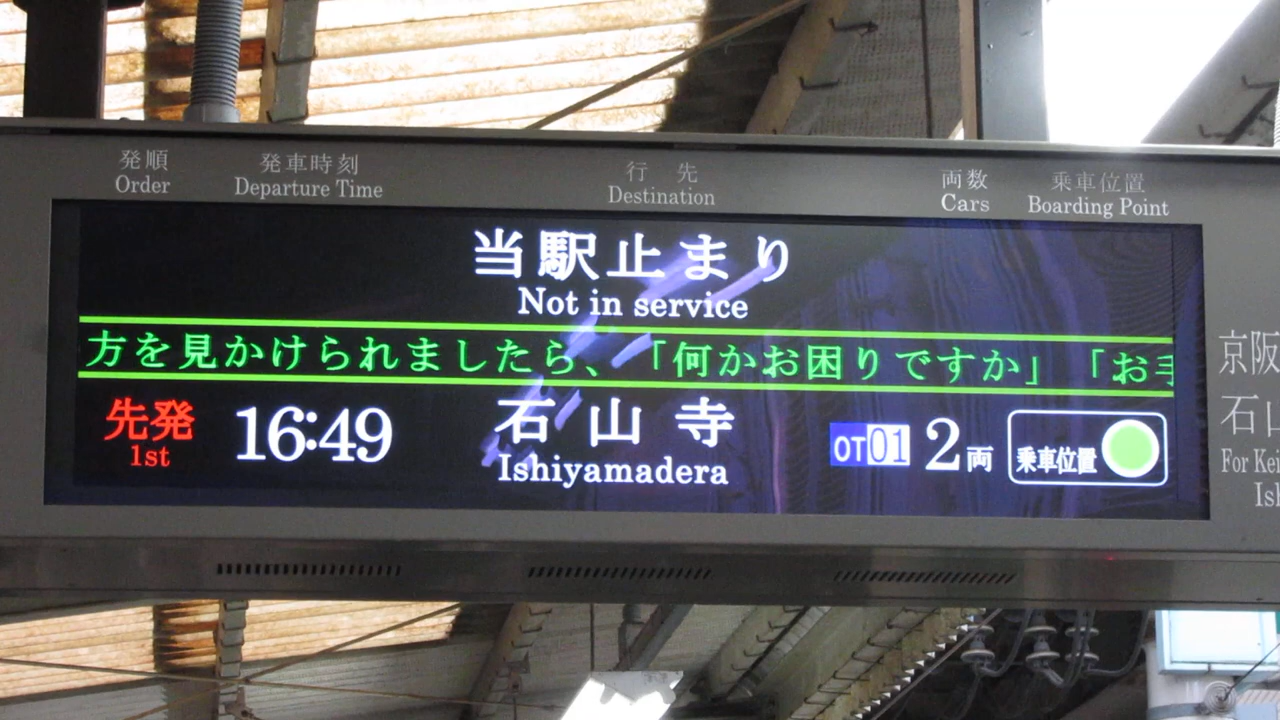 発順 発車時刻 行先 両数 乗車位置
Order Departure Time Destination Cars Boarding Point
当駅止まり
Not in service
方を見かけられましたら、「何かお困りですか」「お手
先発 16:49 石山寺 OT01 2両 乗車位置
1st Ishiyamadera
京阪
石山
For Kei
Ishi